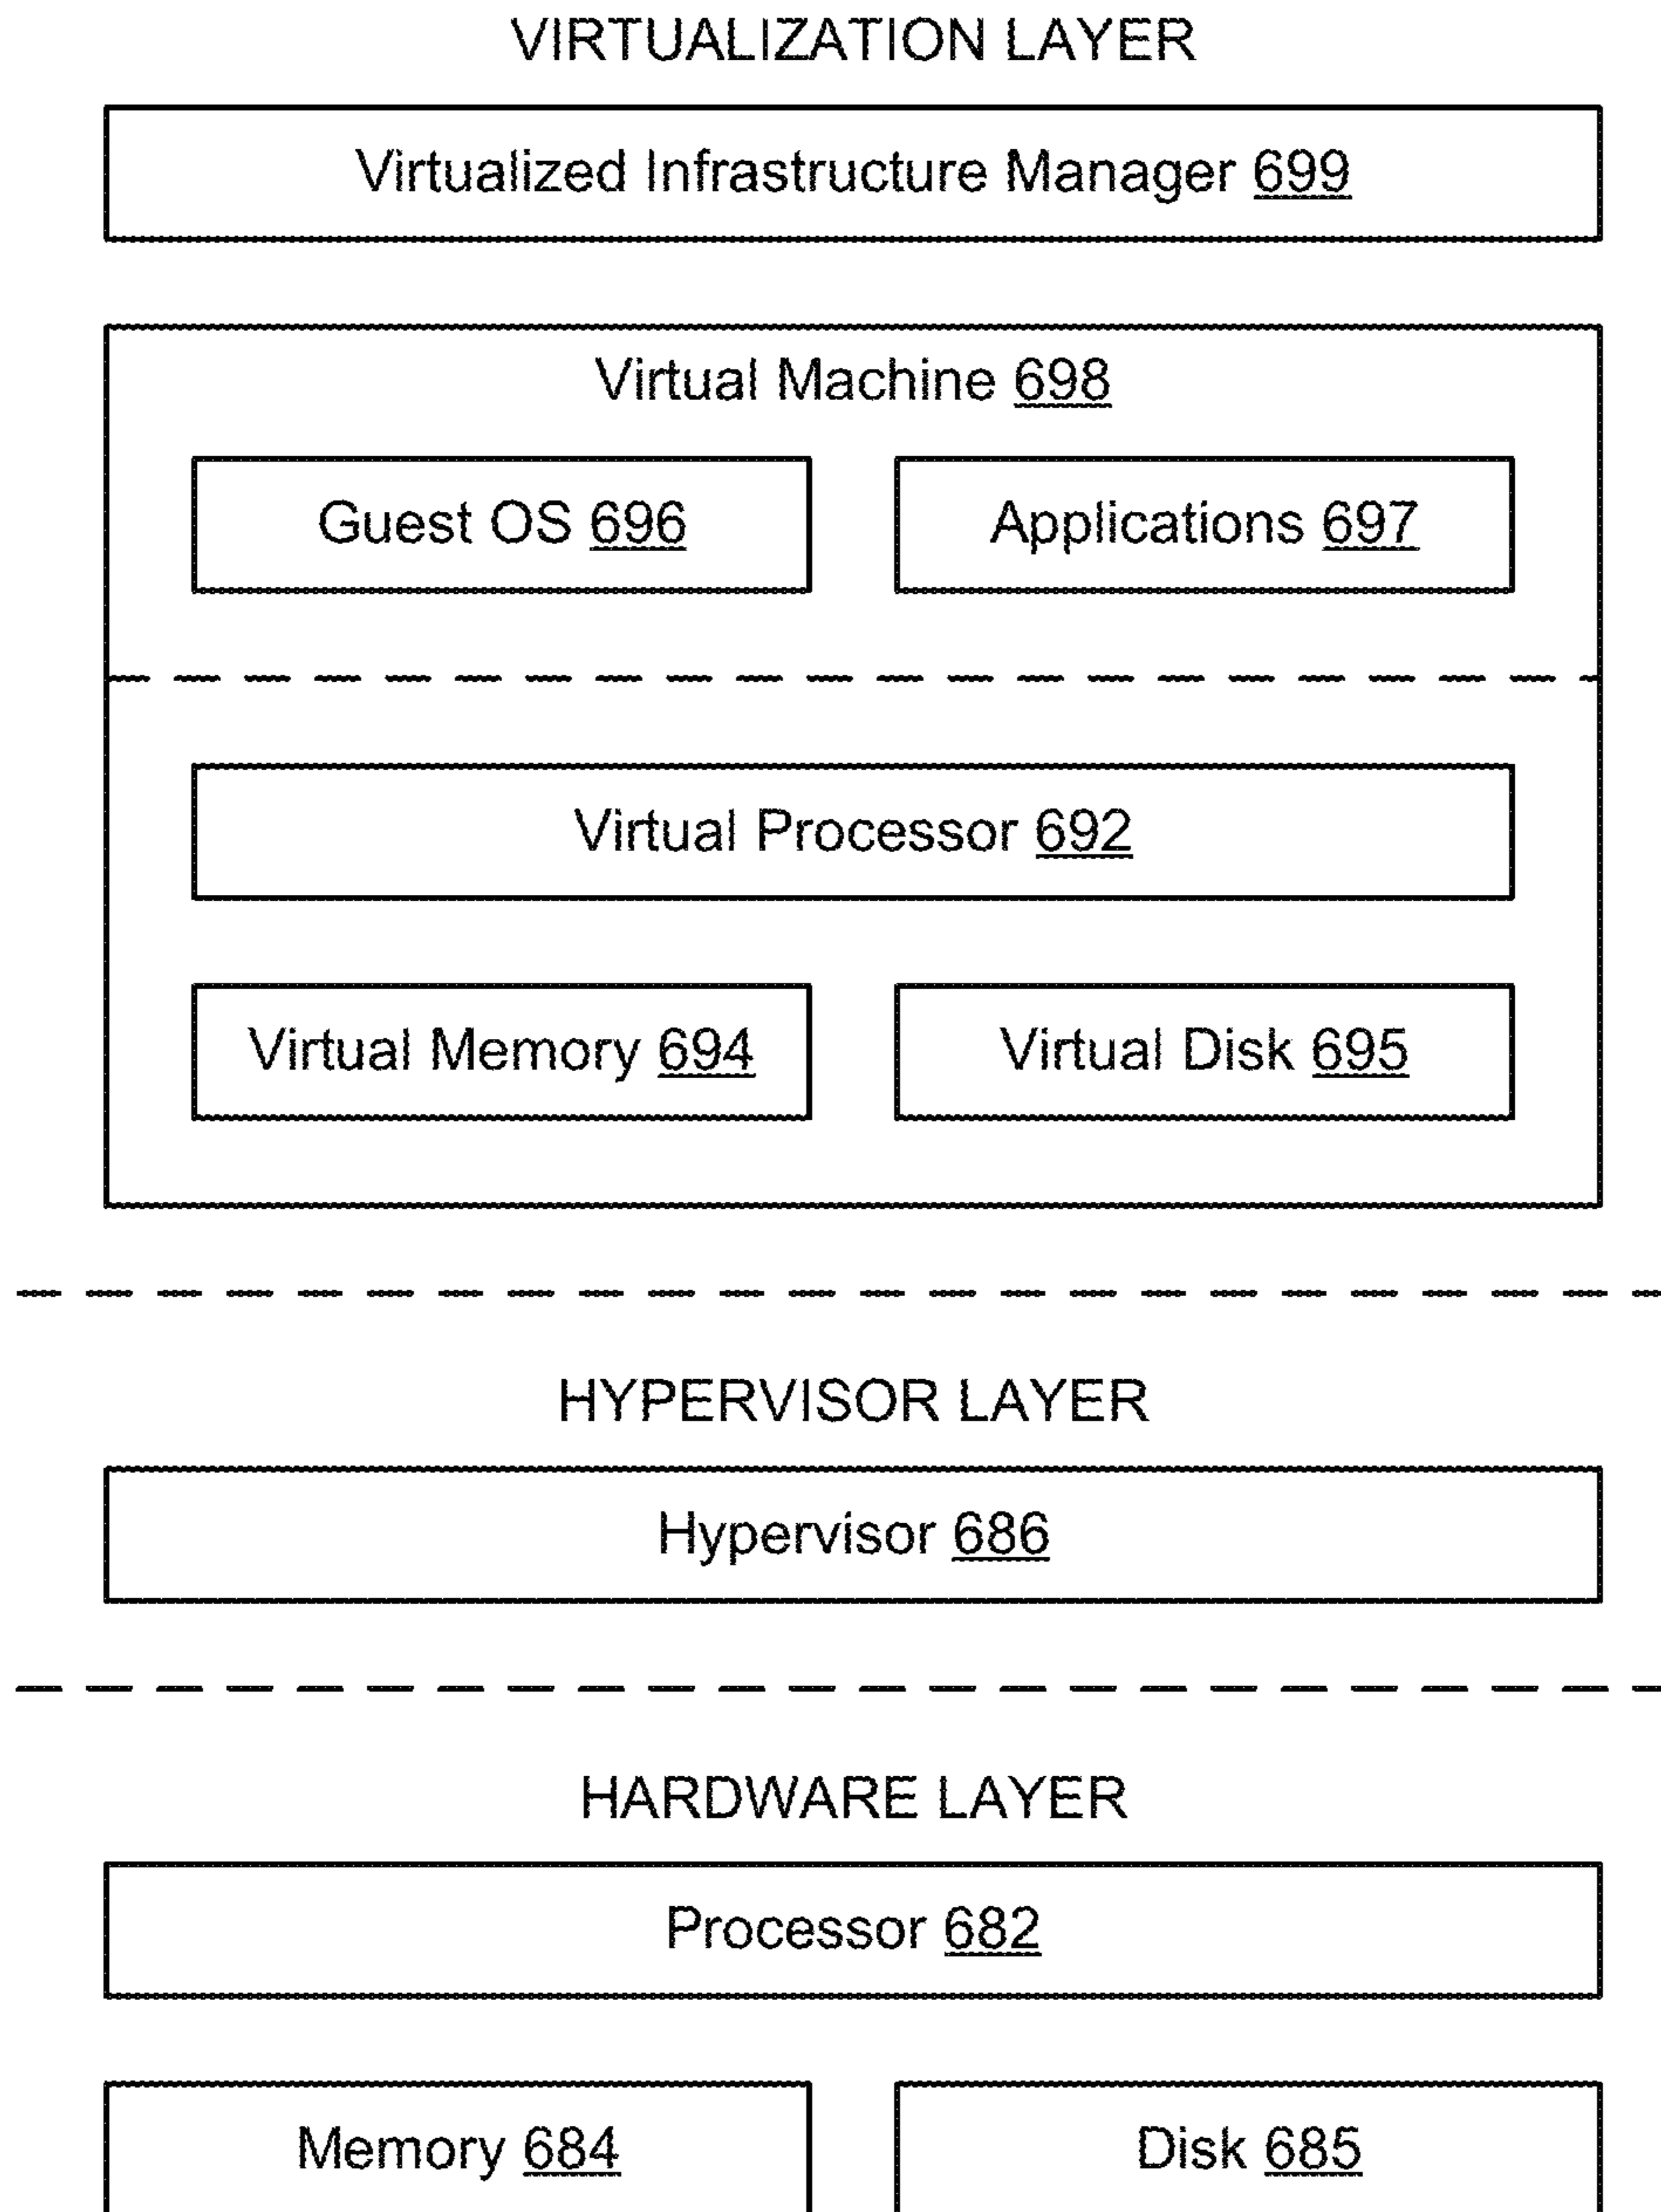 VIRTUALIZATION LAYER
Virtualized Infrastructure Manager 699
Virtual Machine 698
Guest OS 696
Applications 697
Virtual Processor 692
Virtual Memory 694
Virtual Disk 695
HYPERVISOR LAYER
Hypervisor 686
HARDWARE LAYER
Processor 682
Memory 684
Disk 685